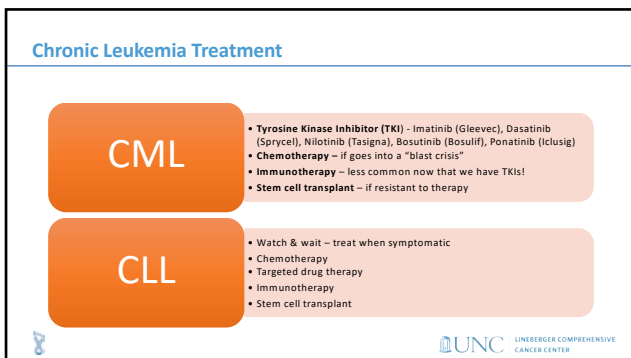 Chronic Leukemia Treatment
CML
• Tyrosine Kinase Inhibitor (TKI) - Imatinib (Gleevec), Dasatinib
(Sprycel), Nilotinib (Tasigna), Bosutinib (Bosulif), Ponatinib (Iclusig)
• Chemotherapy – if goes into a “blast crisis”
• Immunotherapy – less common now that we have TKIs!
• Stem cell transplant – if resistant to therapy
CLL
• Watch & wait – treat when symptomatic
• Chemotherapy
• Targeted drug therapy
• Immunotherapy
• Stem cell transplant
UNC
LINEBERGER COMPREHENSIVE
CANCER CENTER